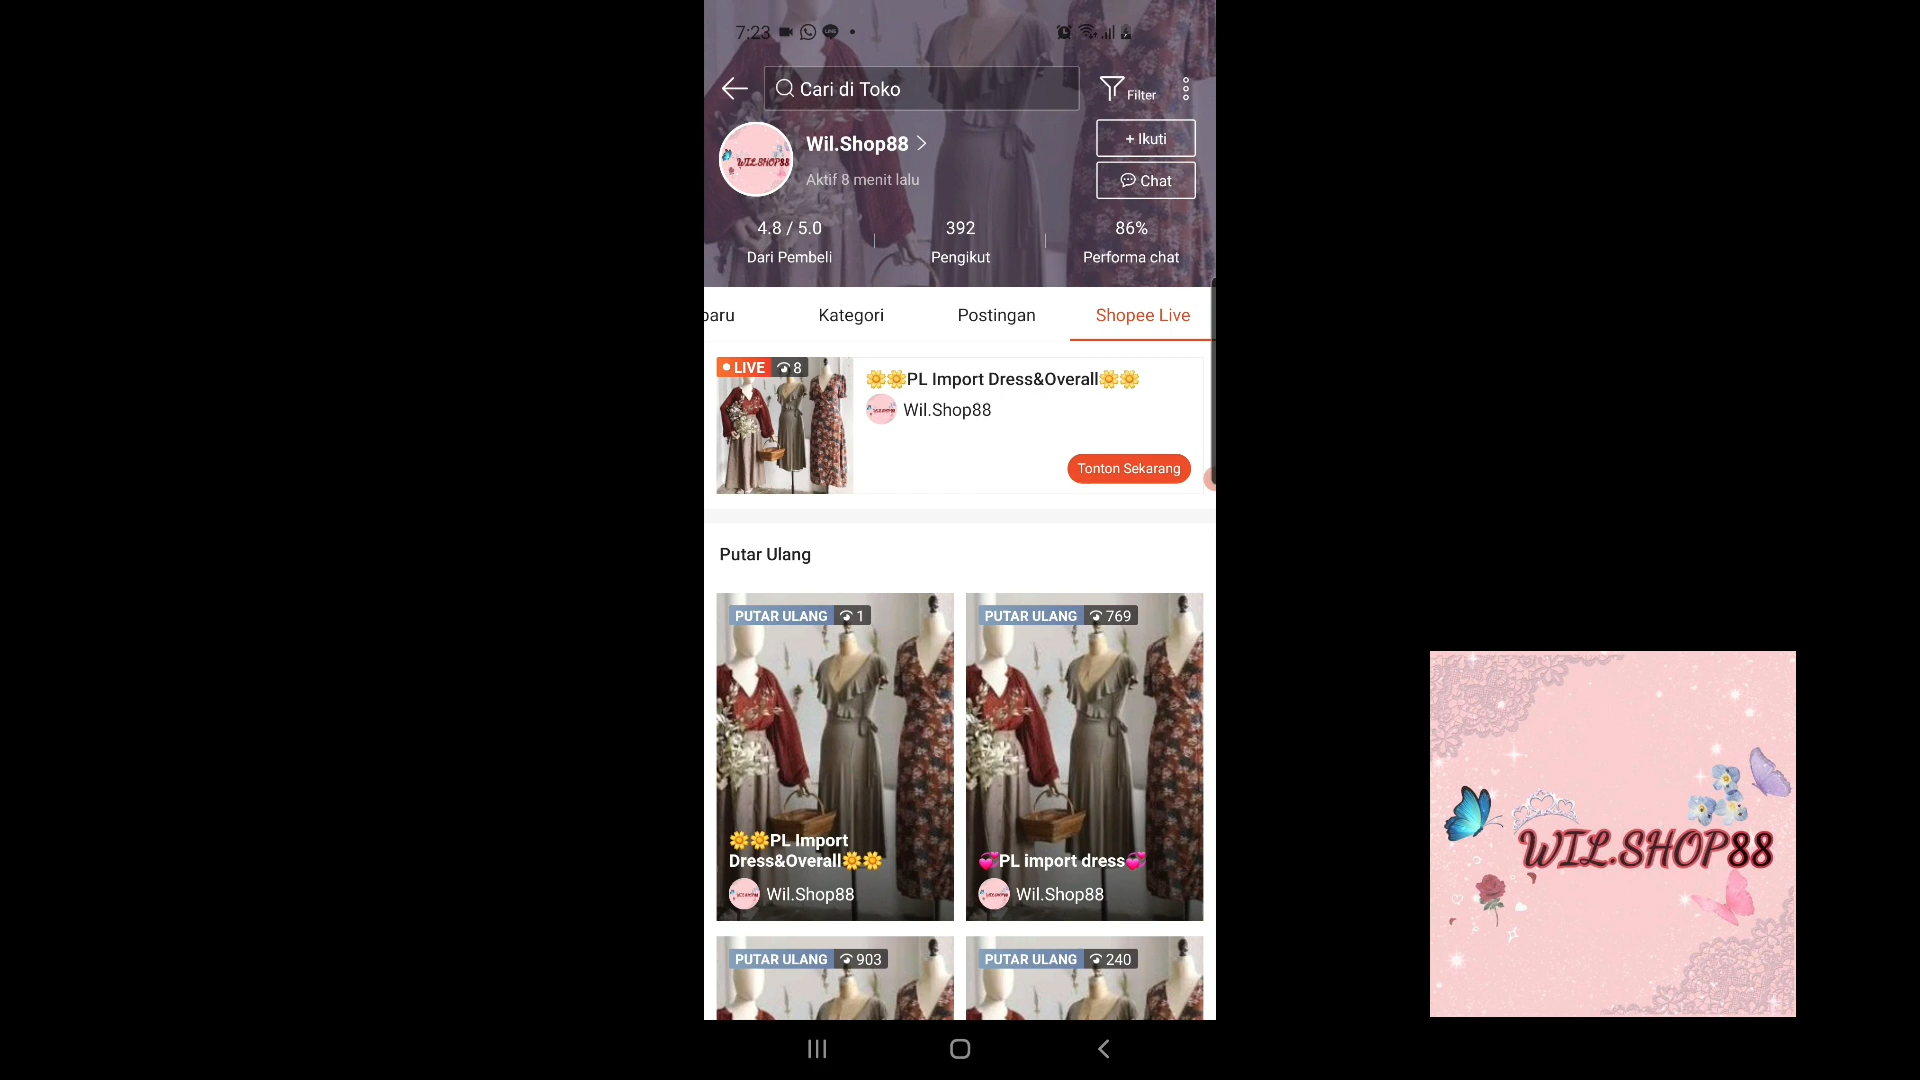 7:23
Cari di Toko
Filter
WIL.SHOP88
Wil.Shop88
Aktif 8 menit lalu
+ Ikuti
Chat
4.8 / 5.0
392
86%
Dari Pembeli
Pengikut
Performa chat
baru
Kategori
Postingan
Shopee Live
LIVE
8
🌼🌼PL Import Dress&Overall🌼🌼
Wil.Shop88
Tonton Sekarang
Putar Ulang
PUTAR ULANG
1
PUTAR ULANG
769
🌼🌼PL Import
Dress&Overall🌼🌼
💞PL import dress💞
Wil.Shop88
Wil.Shop88
PUTAR ULANG
903
PUTAR ULANG
240
WIL.SHOP88